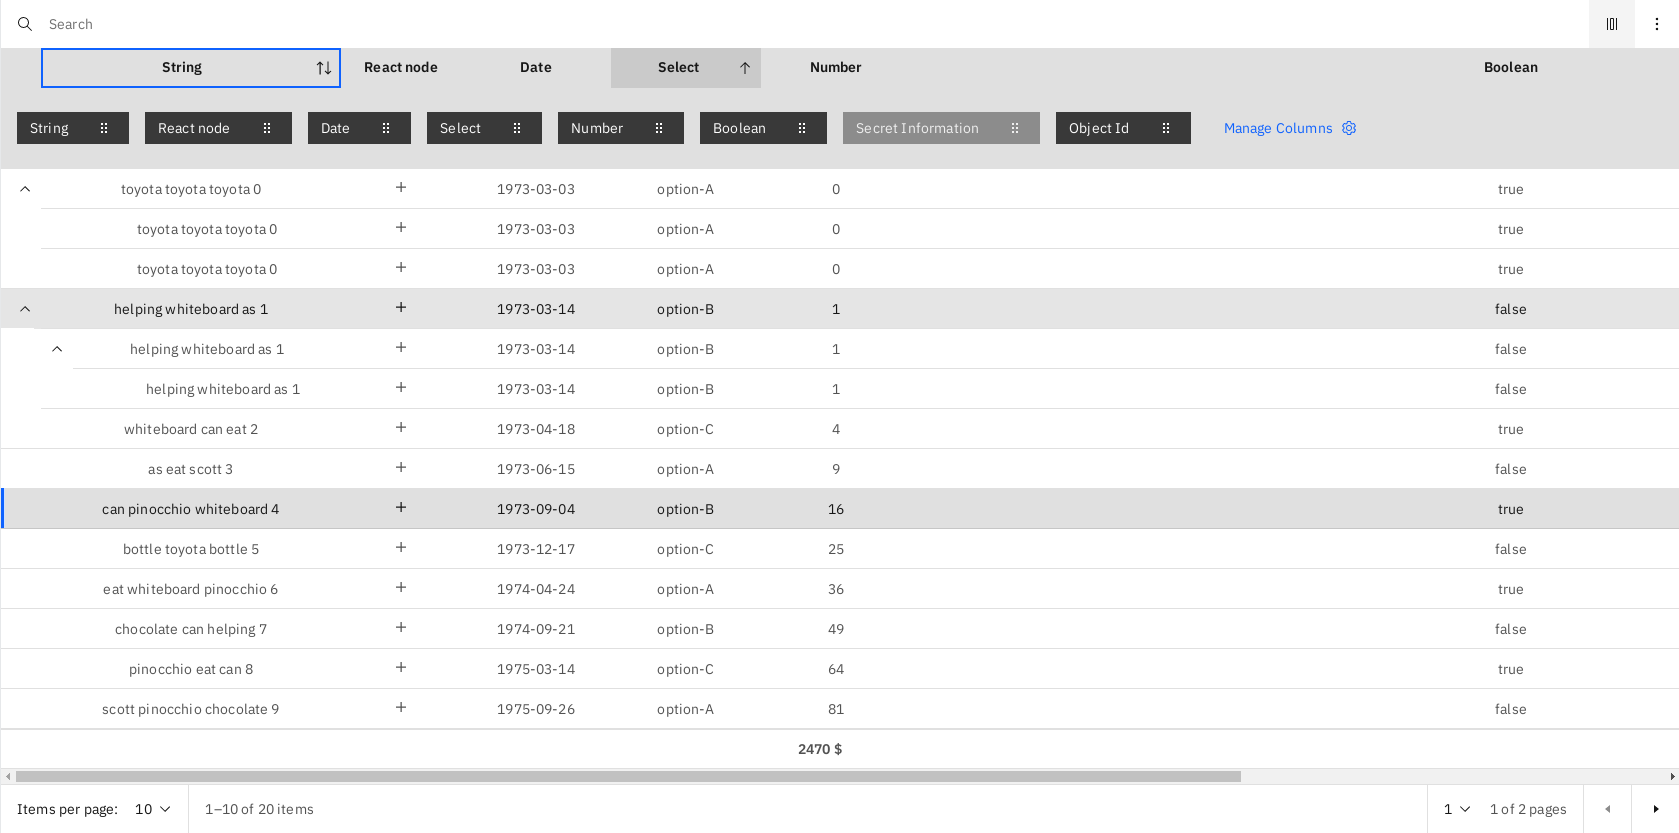 Search
String React node Date Select Number Boolean
String React node Date Select Number Boolean Secret Information Object Id Manage Columns
toyota toyota toyota 0 1973-03-03 option-A 0 true
toyota toyota toyota 0 1973-03-03 option-A 0 true
toyota toyota toyota 0 1973-03-03 option-A 0 true
helping whiteboard as 1 1973-03-14 option-B 1 false
helping whiteboard as 1 1973-03-14 option-B 1 false
helping whiteboard as 1 1973-03-14 option-B 1 false
whiteboard can eat 2 1973-04-18 option-C 4 true
as eat scott 3 1973-06-15 option-A 9 false
can pinocchio whiteboard 4 1973-09-04 option-B 16 true
bottle toyota bottle 5 1973-12-17 option-C 25 false
eat whiteboard pinocchio 6 1974-04-24 option-A 36 true
chocolate can helping 7 1974-09-21 option-B 49 false
pinocchio eat can 8 1975-03-14 option-C 64 true
scott pinocchio chocolate 9 1975-09-26 option-A 81 false
2470 $
Items per page: 10 1–10 of 20 items 1 1 of 2 pages